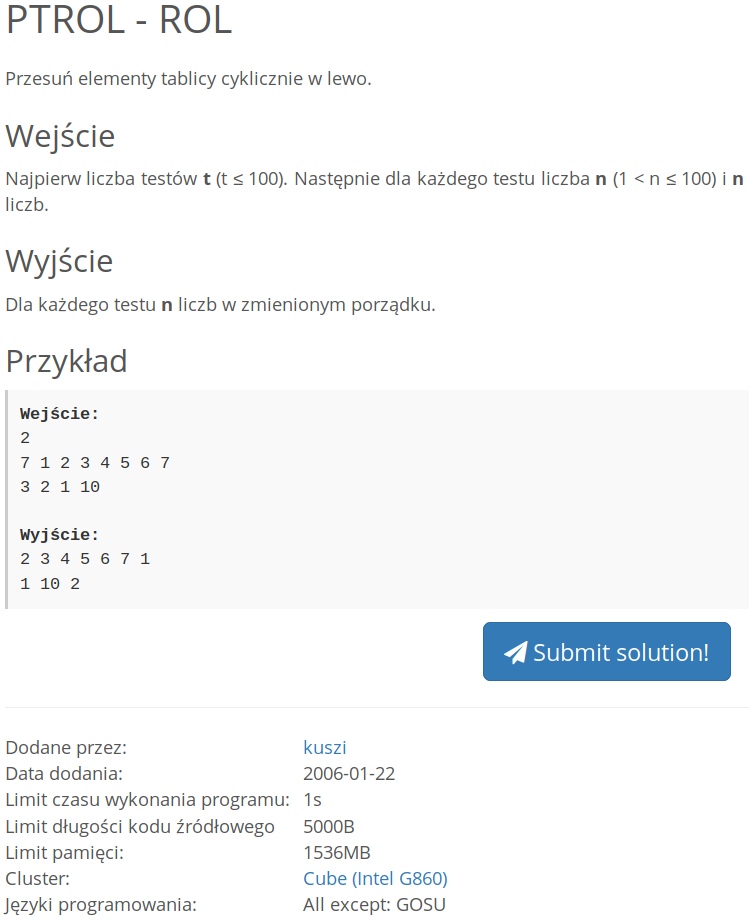 PTROL - ROL
Przesuń elementy tablicy cyklicznie w lewo.
Wejście
Najpierw liczba testów t (t ≤ 100). Następnie dla każdego testu liczba n (1 < n ≤ 100) i n
liczb.
Wyjście
Dla każdego testu n liczb w zmienionym porządku.
Przykład
Wejście:
2
7 1 2 3 4 5 6 7
3 2 1 10
Wyjście:
2 3 4 5 6 7 1
1 10 2
Submit solution!
Dodane przez: kuszi
Data dodania: 2006-01-22
Limit czasu wykonania programu: 1s
Limit długości kodu źródłowego 5000B
Limit pamięci: 1536MB
Cluster: Cube (Intel G860)
Języki programowania: All except: GOSU